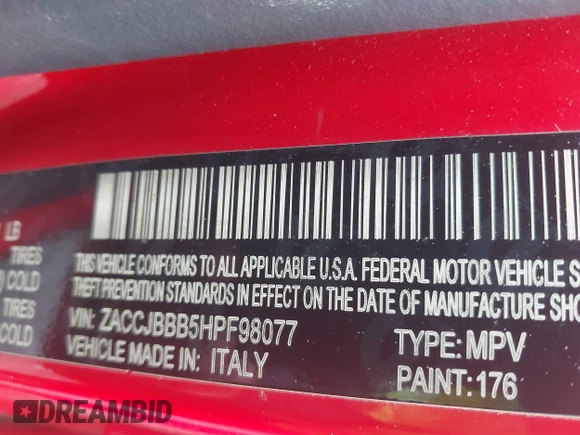 LB
TIRES
COLD
TIRES
COLD
THIS VEHICLE CONFORMS TO ALL APPLICABLE U.S.A. FEDERAL MOTOR VEHICLE S
THEFT PREVENTION STANDARDS IN EFFECT ON THE DATE OF MANUFACTURE SHO
VIN: ZACCJBBB5HPF98077 TYPE: MPV
VEHICLE MADE IN: ITALY PAINT: 176
DREAMBID